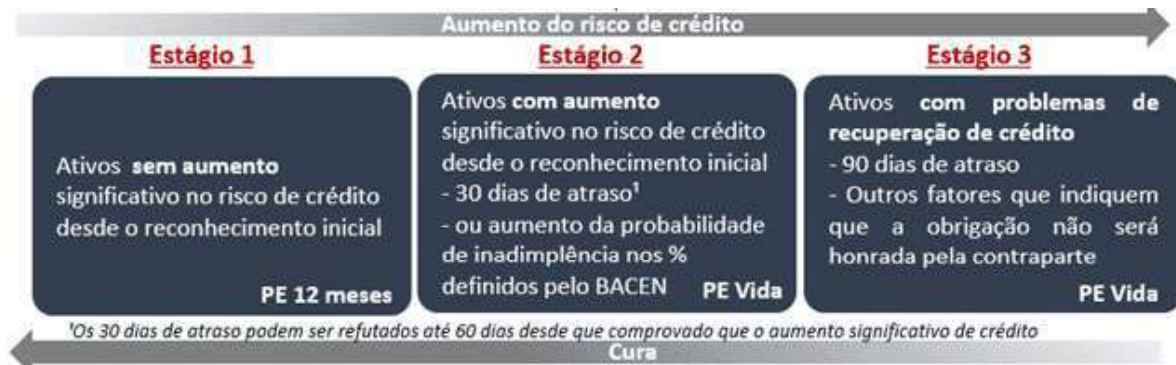 Aumento do risco de crédito
Estágio 1
Estágio 2
Estágio 3
Ativos sem aumento
significativo no risco de crédito
desde o reconhecimento inicial
PE 12 meses
Ativos com aumento
significativo no risco de crédito
desde o reconhecimento inicial
- 30 dias de atraso¹
- ou aumento da probabilidade
de inadimplência nos %
definidos pelo BACEN PE Vida
Ativos com problemas de
recuperação de crédito
- 90 dias de atraso
- Outros fatores que indiquem
que a obrigação não será
honrada pela contraparte
PE Vida
¹Os 30 dias de atraso podem ser refutados até 60 dias desde que comprovado que o aumento significativo de crédito
Cura